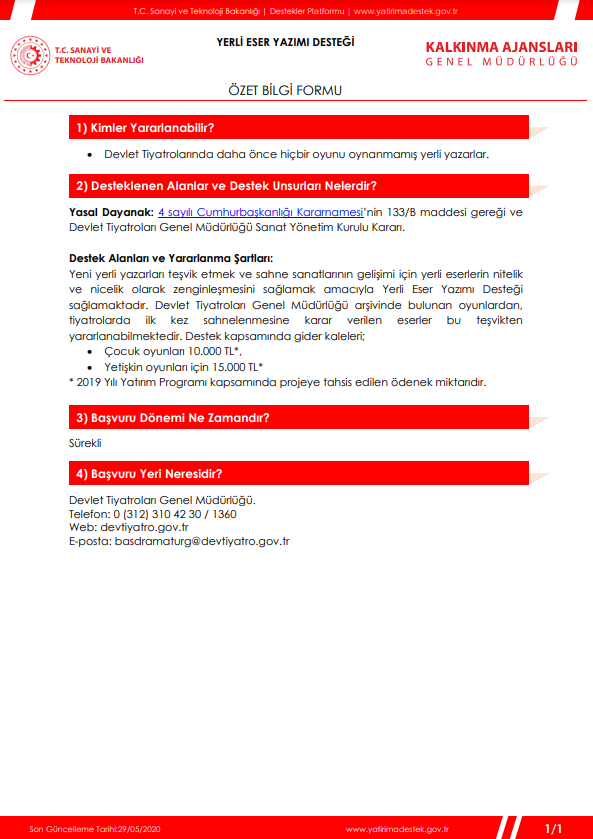 T.C. Sanayi ve Teknoloji Bakanlığı | Destekler Platformu | www.yatirimadestek.gov.tr
T.C. SANAYİ VE
TEKNOLOJİ BAKANLIĞI
YERLİ ESER YAZIMI DESTEĞİ
KALKINMA AJANSLARI
GENEL MÜDÜRLÜĞÜ
ÖZET BİLGİ FORMU
1) Kimler Yararlanabilir?
• Devlet Tiyatrolarında daha önce hiçbir oyunu oynanmamış yerli yazarlar.
2) Desteklenen Alanlar ve Destek Unsurları Nelerdir?
Yasal Dayanak: 4 sayılı Cumhurbaşkanlığı Kararnamesi'nin 133/B maddesi gereği ve
Devlet Tiyatroları Genel Müdürlüğü Sanat Yönetim Kurulu Kararı.
Destek Alanları ve Yararlanma Şartları:
Yeni yerli yazarları teşvik etmek ve sahne sanatlarının gelişimi için yerli eserlerin nitelik
ve nicelik olarak zenginleşmesini sağlamak amacıyla Yerli Eser Yazımı Desteği
sağlamaktadır. Devlet Tiyatroları Genel Müdürlüğü arşivinde bulunan oyunlardan,
tiyatrolarda ilk kez sahnelenmesine karar verilen eserler bu teşvikten
yararlanabilmektedir. Destek kapsamında gider kaleleri;
• Çocuk oyunları 10.000 TL*,
• Yetişkin oyunları için 15.000 TL*
* 2019 Yılı Yatırım Programı kapsamında projeye tahsis edilen ödenek miktarıdır.
3) Başvuru Dönemi Ne Zamandır?
Sürekli
4) Başvuru Yeri Neresidir?
Devlet Tiyatroları Genel Müdürlüğü.
Telefon: 0 (312) 310 42 30 / 1360
Web: devtiyatro.gov.tr
E-posta: basdramaturg@devtiyatro.gov.tr
Son Güncelleme Tarihi:29/05/2020
www.yatirimadestek.gov.tr
1/1